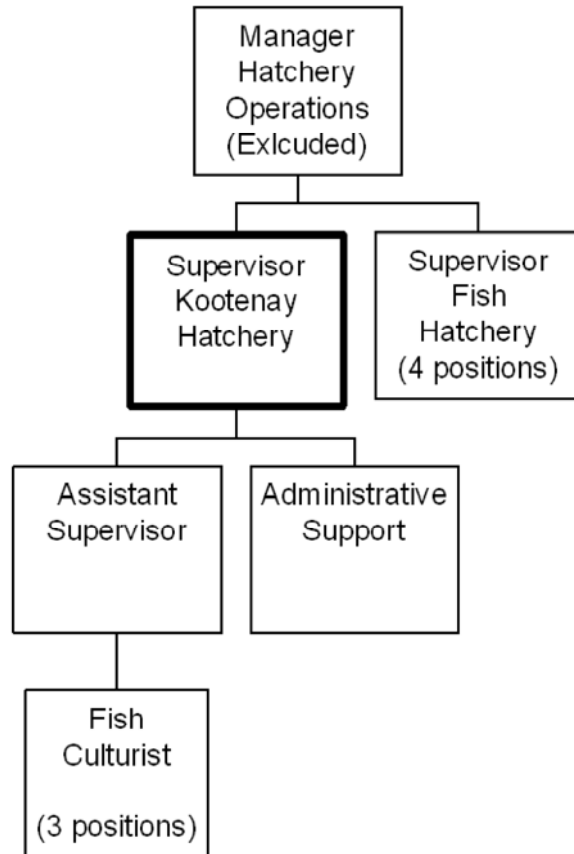 Manager
Hatchery
Operations
(Exlcuded)
Supervisor
Kootenay
Hatchery
Supervisor
Fish
Hatchery
(4 positions)
Assistant
Supervisor
Administrative
Support
Fish
Culturist
(3 positions)